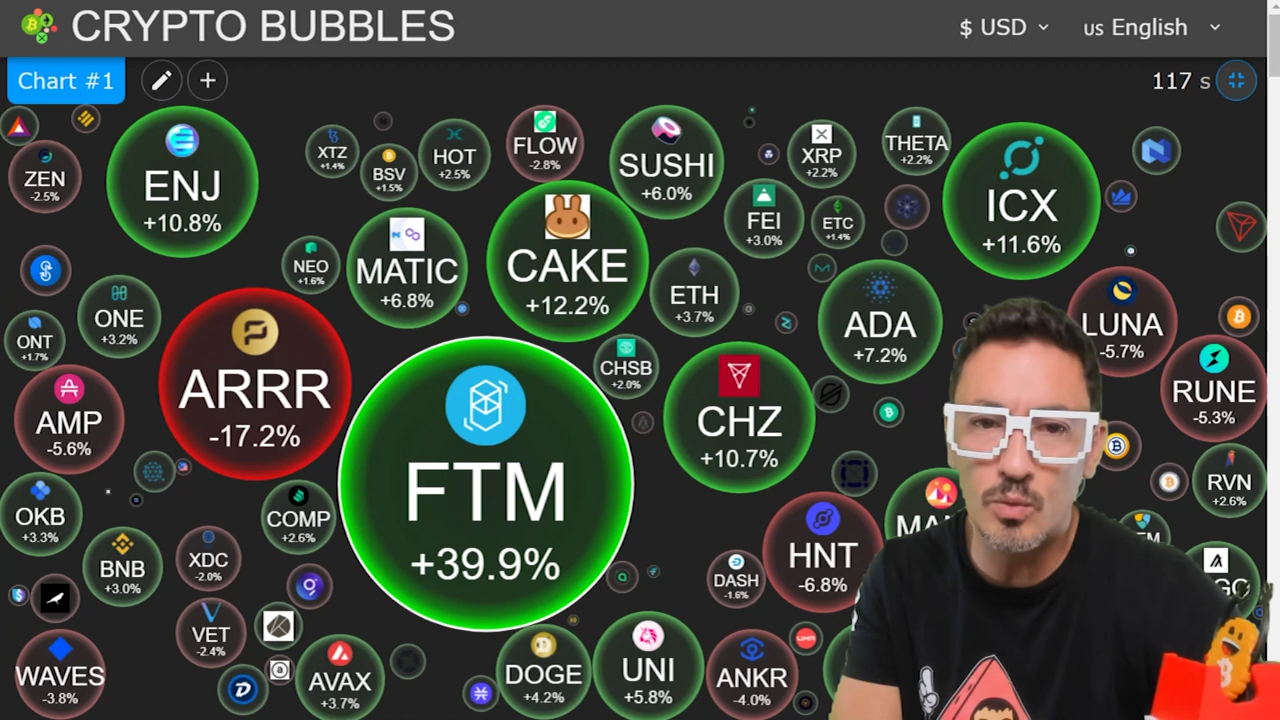 CRYPTO BUBBLES
$ USD
US English
Chart #1
117 s
ZEN
-2.5%
ENJ
+10.8%
XTZ
+1.4%
BSV
+1.5%
HOT
+2.5%
FLOW
-2.8%
SUSHI
+6.0%
XRP
+2.2%
THETA
+2.2%
ICX
+11.6%
FEI
+3.0%
ETC
+1.4%
NEO
+1.6%
MATIC
+6.8%
CAKE
+12.2%
ETH
+3.7%
ADA
+7.2%
LUNA
-5.7%
ONE
+3.2%
ONT
+1.7%
ARRR
-17.2%
CHSB
+2.0%
RUNE
-5.3%
AMP
-5.6%
FTM
+39.9%
CHZ
+10.7%
RVN
+2.6%
OKB
+3.3%
COMP
+2.6%
HNT
-6.8%
MAN
BNB
+3.0%
XDC
-2.0%
DASH
-1.6%
VET
-2.4%
WAVES
-3.8%
AVAX
+3.7%
DOGE
+4.2%
UNI
+5.8%
ANKR
-4.0%